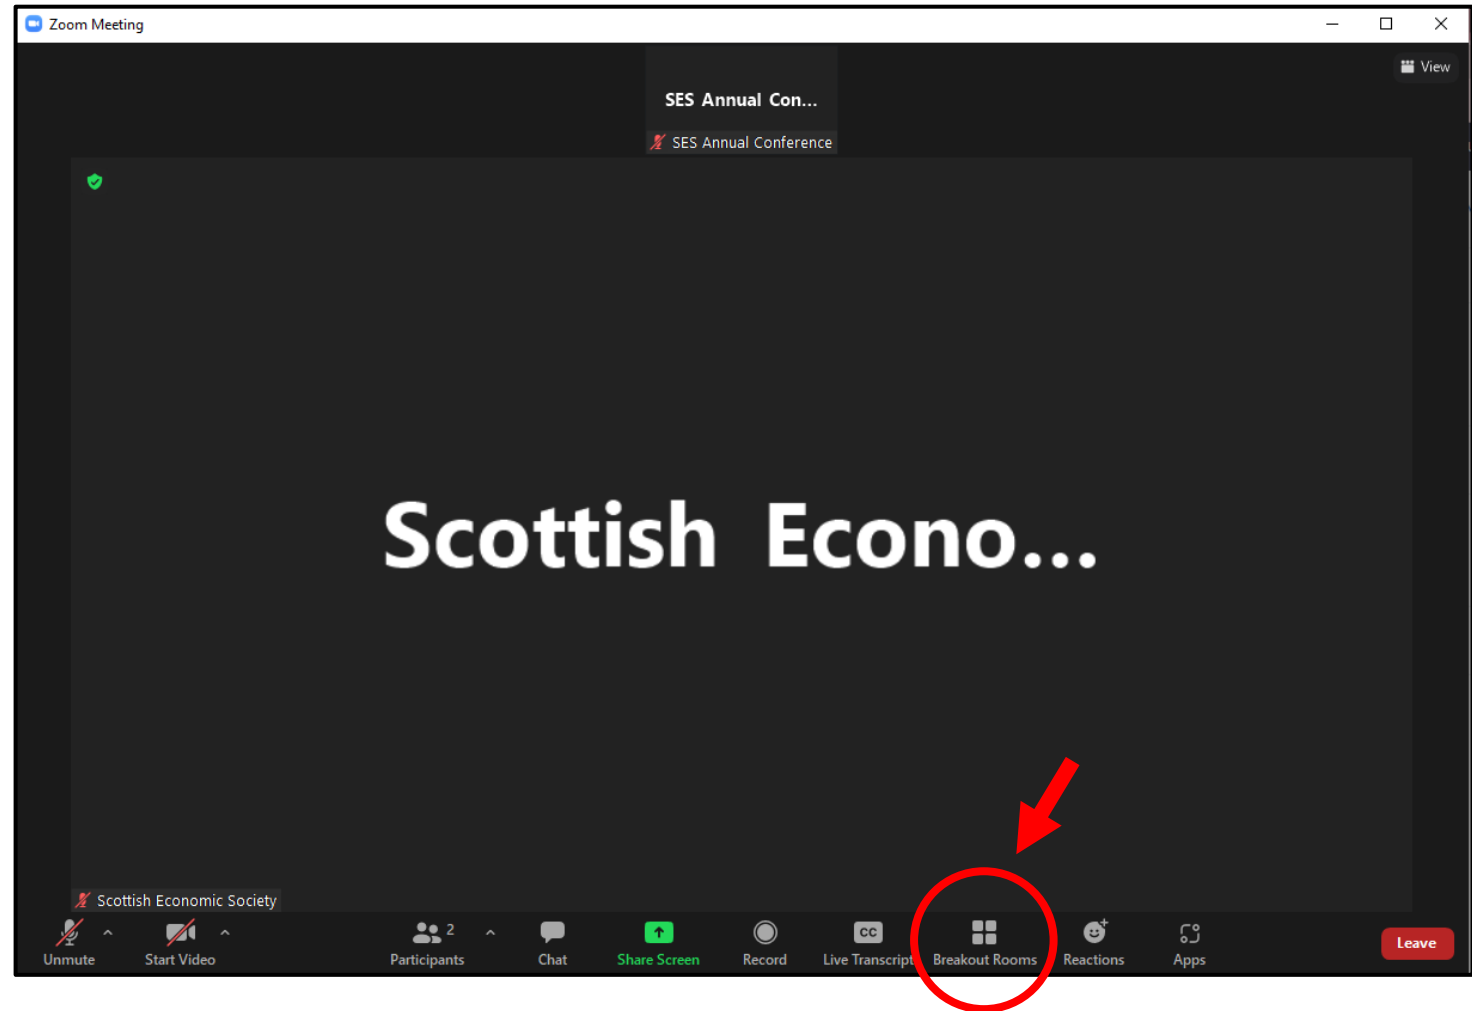 Zoom Meeting
View
SES Annual Con...
SES Annual Conference
Scottish Econo...
Scottish Economic Society
2
CC
Unmute
Start Video
Participants
Chat
Share Screen
Record
Live Transcript
Breakout Rooms
Reactions
Apps
Leave